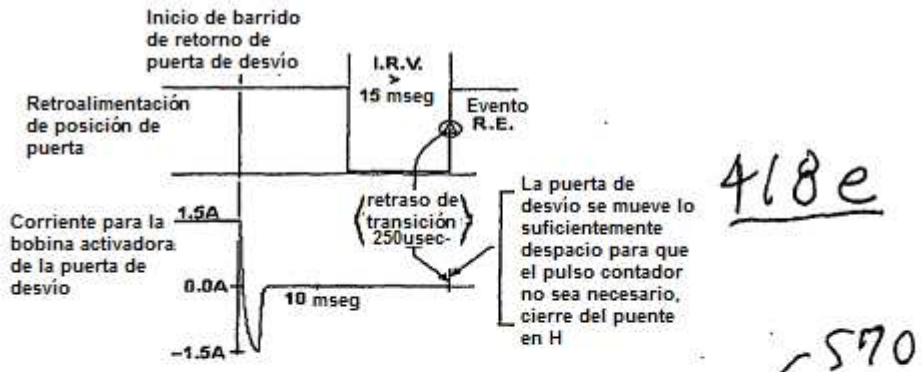 Inicio de barrido
de retorno de
puerta de desvío
I.R.V.
>
15 mseg
Evento
R.E.
Retroalimentación
de posición de
puerta
(retraso de
transición
250usec-)
La puerta de
desvío se mueve lo
suficientemente
despacio para que
el pulso contador
no sea necesario,
cierre del puente
en H
418e
Corriente para la
bobina activadora
de la puerta de
desvío
1.5A
0.0A
10 mseg
-1.5A
570